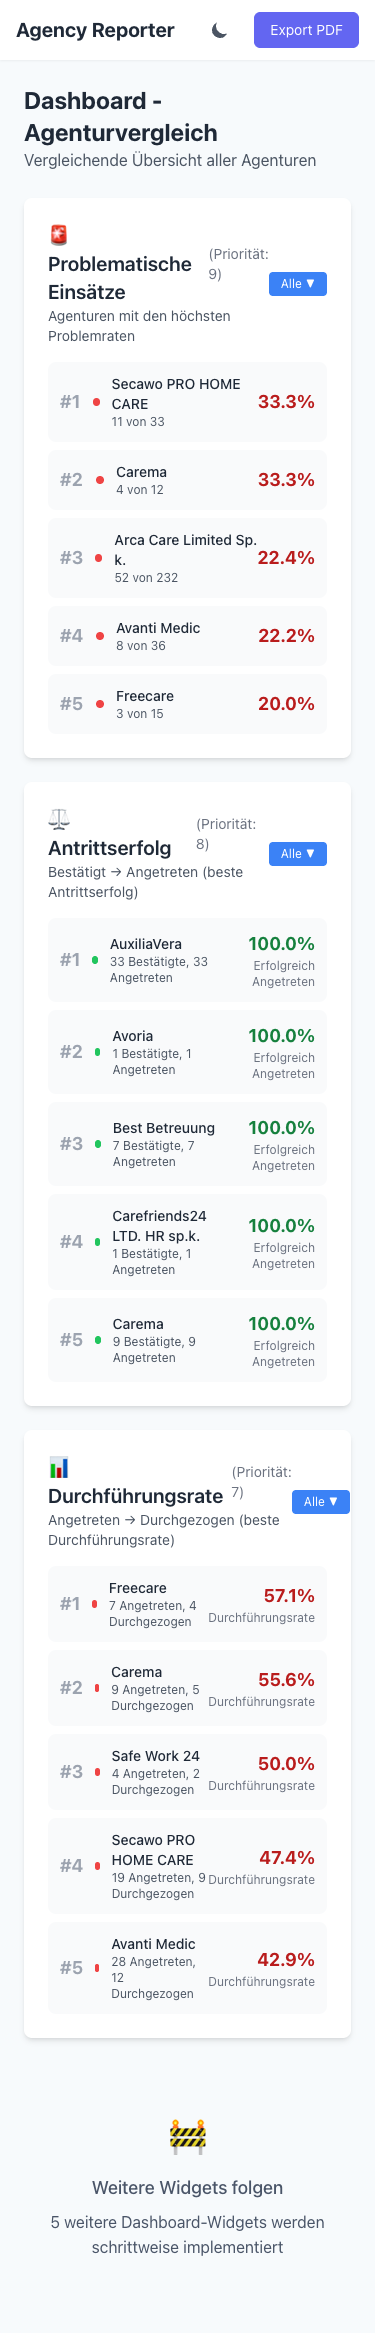 Agency Reporter
Export PDF
Dashboard -
Agenturvergleich
Vergleichende Übersicht aller Agenturen
Problematische
Einsätze
(Priorität:
9)
Alle ▼
Agenturen mit den höchsten
Problemraten
#1
Secawo PRO HOME
CARE
11 von 33
33.3%
#2
Carema
4 von 12
33.3%
#3
Arca Care Limited Sp.
k.
52 von 232
22.4%
#4
Avanti Medic
8 von 36
22.2%
#5
Freecare
3 von 15
20.0%
Antrittserfolg
(Priorität:
8)
Alle ▼
Bestätigt → Angetreten (beste
Antrittserfolg)
#1
AuxiliaVera
33 Bestätigte, 33
Angetreten
100.0%
Erfolgreich
Angetreten
#2
Avoria
1 Bestätigte, 1
Angetreten
100.0%
Erfolgreich
Angetreten
#3
Best Betreuung
7 Bestätigte, 7
Angetreten
100.0%
Erfolgreich
Angetreten
#4
Carefriends24
LTD. HR sp.k.
1 Bestätigte, 1
Angetreten
100.0%
Erfolgreich
Angetreten
#5
Carema
9 Bestätigte, 9
Angetreten
100.0%
Erfolgreich
Angetreten
Durchführungsrate
(Priorität:
7)
Alle ▼
Angetreten → Durchgezogen (beste
Durchführungsrate)
#1
Freecare
7 Angetreten, 4
Durchgezogen
57.1%
Durchführungsrate
#2
Carema
9 Angetreten, 5
Durchgezogen
55.6%
Durchführungsrate
#3
Safe Work 24
4 Angetreten, 2
Durchgezogen
50.0%
Durchführungsrate
#4
Secawo PRO
HOME CARE
19 Angetreten, 9
Durchgezogen
47.4%
Durchführungsrate
#5
Avanti Medic
28 Angetreten,
12
Durchgezogen
42.9%
Durchführungsrate
Weitere Widgets folgen
5 weitere Dashboard-Widgets werden
schrittweise implementiert